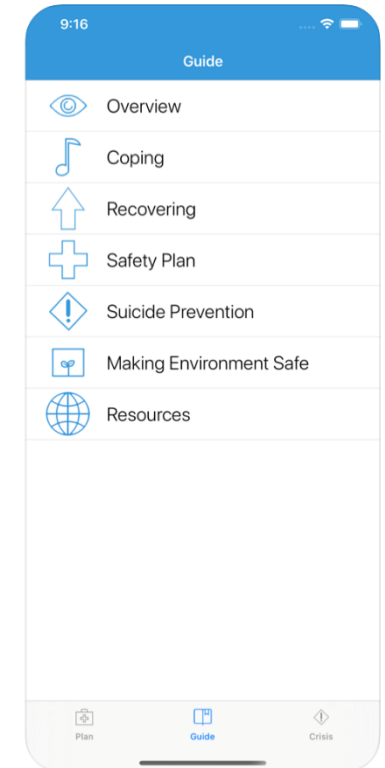 9:16
Guide
Overview
Coping
Recovering
Safety Plan
Suicide Prevention
Making Environment Safe
Resources
Plan Guide Crisis